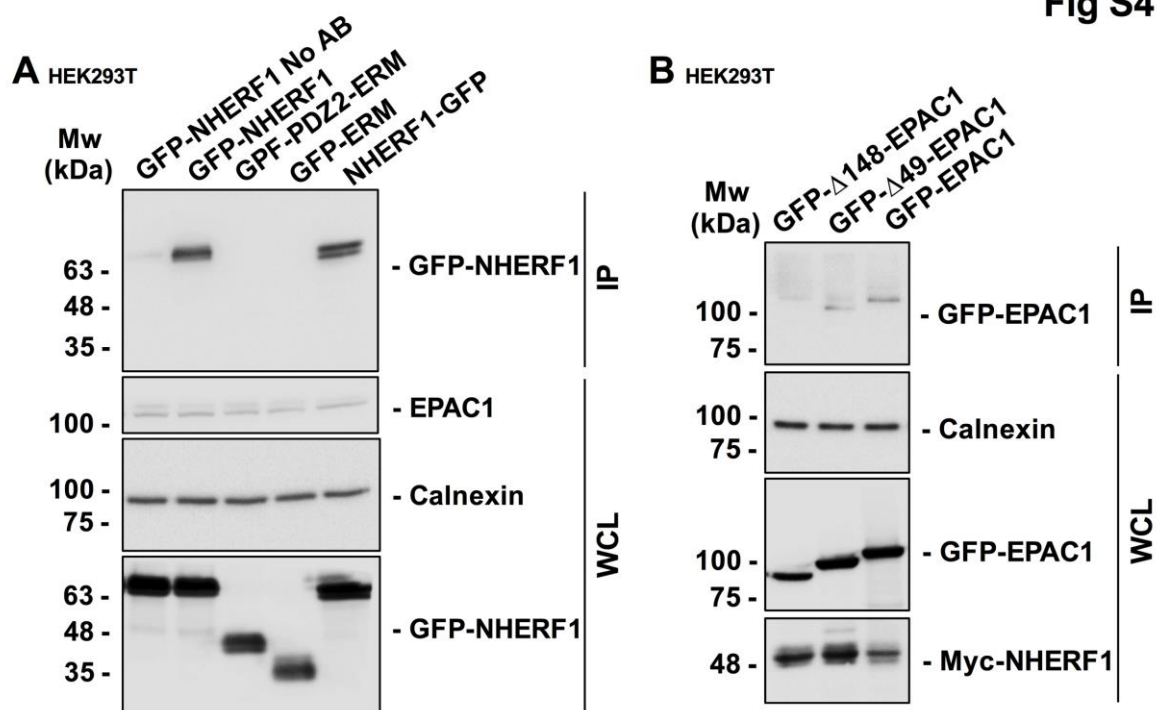 Fig S4
A HEK293T
GFP-NHERF1 No AB
GFP-NHERF1
GPF-PDZ2-ERM
GFP-ERM
NHERF1-GFP
Mw
(kDa)
63 -
48 -
35 -
- GFP-NHERF1
IP
100 -
- EPAC1
100 -
75 -
- Calnexin
63 -
48 -
35 -
- GFP-NHERF1
WCL
B HEK293T
GFP-Δ148-EPAC1
GFP-Δ49-EPAC1
GFP-EPAC1
Mw
(kDa)
100 -
75 -
- GFP-EPAC1
IP
100 -
75 -
- Calnexin
100 -
75 -
- GFP-EPAC1
48 -
- Myc-NHERF1
WCL